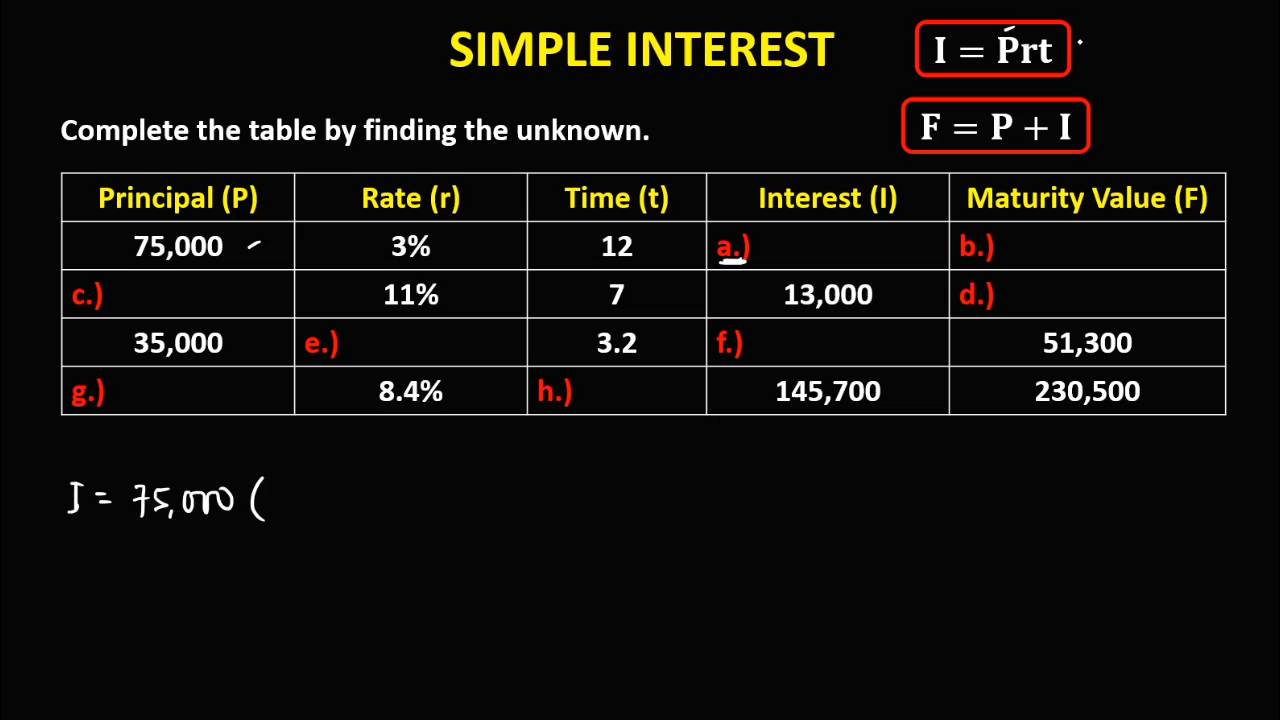 SIMPLE INTEREST
I = Prt
Complete the table by finding the unknown.
F = P + I
Principal (P) Rate (r) Time (t) Interest (I) Maturity Value (F)
75,000 3% 12 a.) b.)
c.) 11% 7 13,000 d.)
35,000 e.) 3.2 f.) 51,300
g.) 8.4% h.) 145,700 230,500
I = 75,000 (